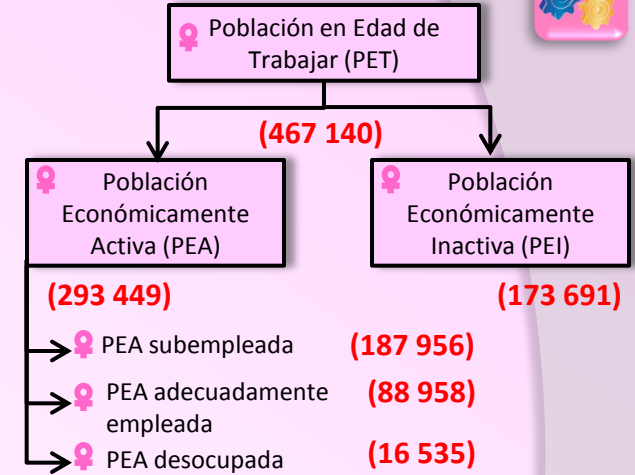 Población en Edad de
Trabajar (PET)
(467 140)
Población
Económicamente
Activa (PEA)
Población
Económicamente
Inactiva (PEI)
(293 449)
(173 691)
PEA subempleada
(187 956)
PEA adecuadamente
empleada
(88 958)
PEA desocupada
(16 535)